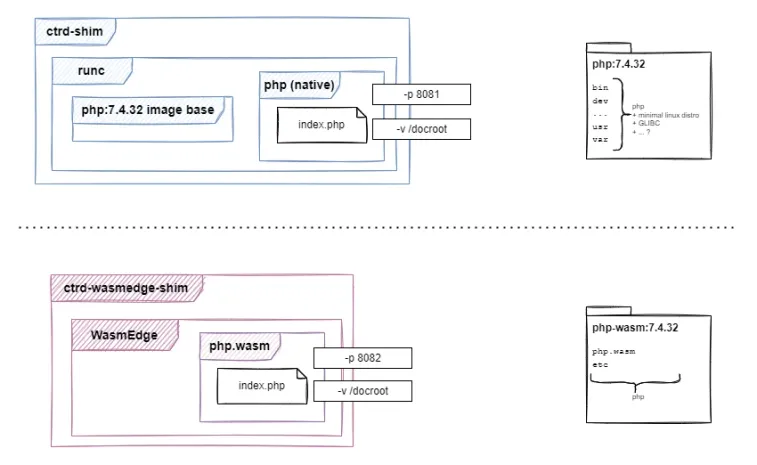 ctrd-shim
runc
php:7.4.32 image base
php (native)
index.php
-p 8081
-v /docroot
php:7.4.32
bin
dev
...
usr
var
php
+ minimal linux distro
+ GLIBC
+ ... ?
ctrd-wasmedge-shim
WasmEdge
php.wasm
index.php
-p 8082
-v /docroot
php-wasm:7.4.32
php.wasm
etc
php